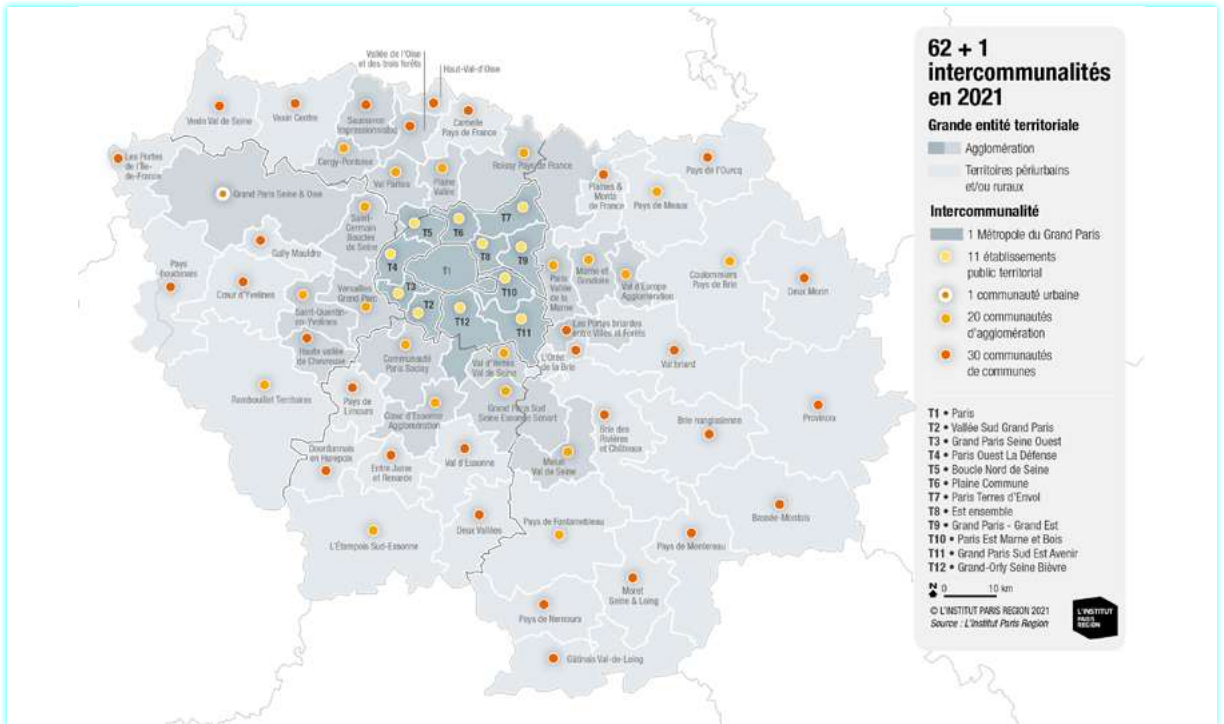 Vallée de l'Oise
et des trois forêts
Haut-Val-d'Oise
Vexin Val de Seine
Vexin Centre
Sausseron
Impressionnistes
Carnelle
Pays de France
Les Portes
de l'Île-
de-France
Cergy-Pontoise
Val Parisis
Plaine
Vallée
Roissy Pays de France
Grand Paris Seine & Oise
Saint-
Germain
Boucles
de Seine
Plaines &
Monts
de France
Pays de l'Ourcq
Pays de Meaux
Gally Mauldre
Pays
houdanais
Cœur d'Yvelines
Versailles
Grand Parc
Saint-Quentin-
en-Yvelines
Haute vallée
de Chevreuse
T1
T2
T3
T4
T5
T6
T7
T8
T9
T10
T11
T12
Paris
Vallée
de la
Marne
Marne et
Gondoire
Val d'Europe
Agglomération
Coulommiers
Pays de Brie
Deux Morin
Les Portes briardes
entre Villes et Forêts
L'Orée
de la Brie
Val briard
Communauté
Paris Saclay
Val d'Yerres
Val de Seine
Rambouillet Territoires
Pays de
Limours
Cœur d'Essonne
Agglomération
Grand Paris Sud
Seine Essonne Sénart
Brie des
Rivières
et Châteaux
Brie nangissienne
Provinois
Dourdannais
en Hurepoix
Entre Juine
et Renarde
Val d'Essonne
Melun
Val de Seine
Bassée-Montois
L'Étampois Sud-Essonne
Deux Vallées
Pays de Fontainebleau
Pays de Montereau
Moret
Seine & Loing
Pays de Nemours
Gâtinais Val-de-Loing
62 + 1
intercommunalités
en 2021
Grande entité territoriale
Agglomération
Territoires périurbains
et/ou ruraux
Intercommunalité
1 Métropole du Grand Paris
11 établissements
public territorial
1 communauté urbaine
20 communautés
d'agglomération
30 communautés
de communes
T1 • Paris
T2 • Vallée Sud Grand Paris
T3 • Grand Paris Seine Ouest
T4 • Paris Ouest La Défense
T5 • Boucle Nord de Seine
T6 • Plaine Commune
T7 • Paris Terres d'Envol
T8 • Est ensemble
T9 • Grand Paris - Grand Est
T10 • Paris Est Marne et Bois
T11 • Grand Paris Sud Est Avenir
T12 • Grand-Orly Seine Bièvre
N 0 10 km
© L'INSTITUT PARIS REGION 2021
Source : L'Institut Paris Region
L'INSTITUT
PARIS
REGION